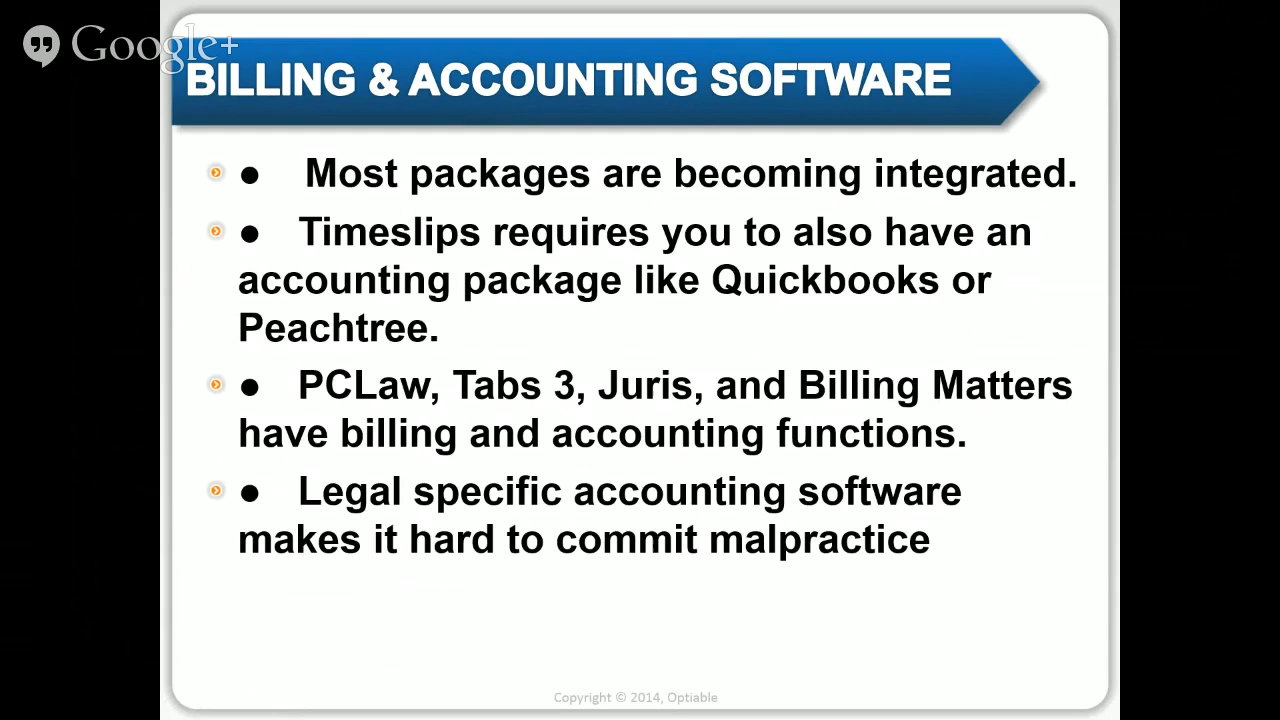 Google+
BILLING & ACCOUNTING SOFTWARE
● Most packages are becoming integrated.
● Timeslips requires you to also have an
accounting package like Quickbooks or
Peachtree.
● PCLaw, Tabs 3, Juris, and Billing Matters
have billing and accounting functions.
● Legal specific accounting software
makes it hard to commit malpractice
Copyright © 2014, Optiable